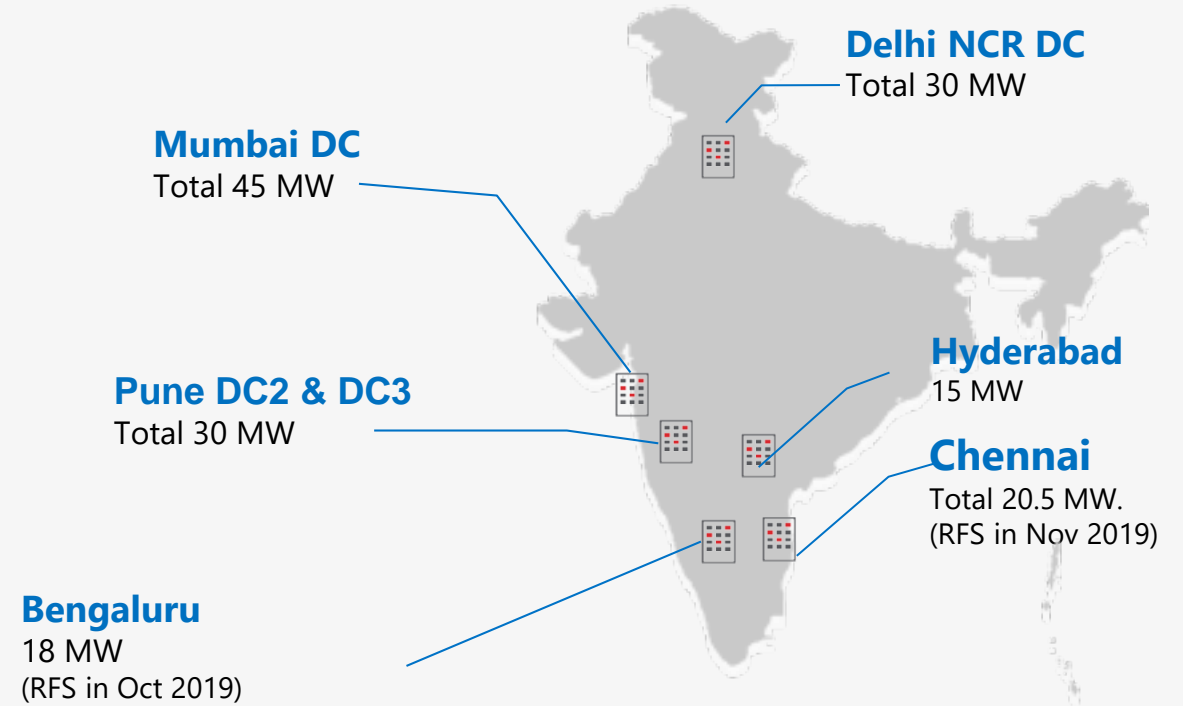 Delhi NCR DC
Total 30 MW
Mumbai DC
Total 45 MW
Hyderabad
15 MW
Pune DC2 & DC3
Total 30 MW
Chennai
Total 20.5 MW.
(RFS in Nov 2019)
Bengaluru
18 MW
(RFS in Oct 2019)